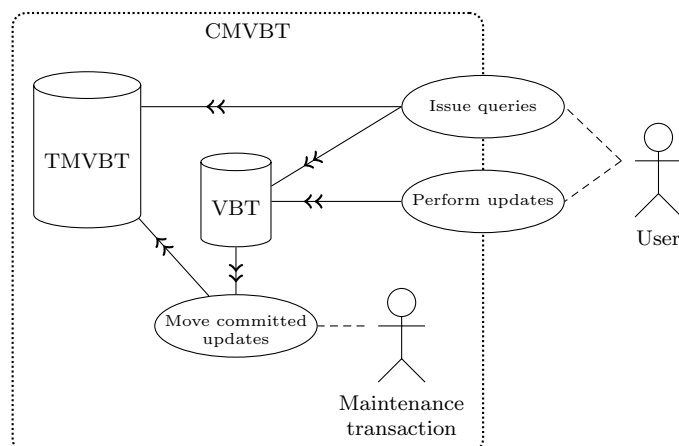 CMVBT
Issue queries
TMVBT
Perform updates
VBT
User
Move committed
updates
Maintenance
transaction